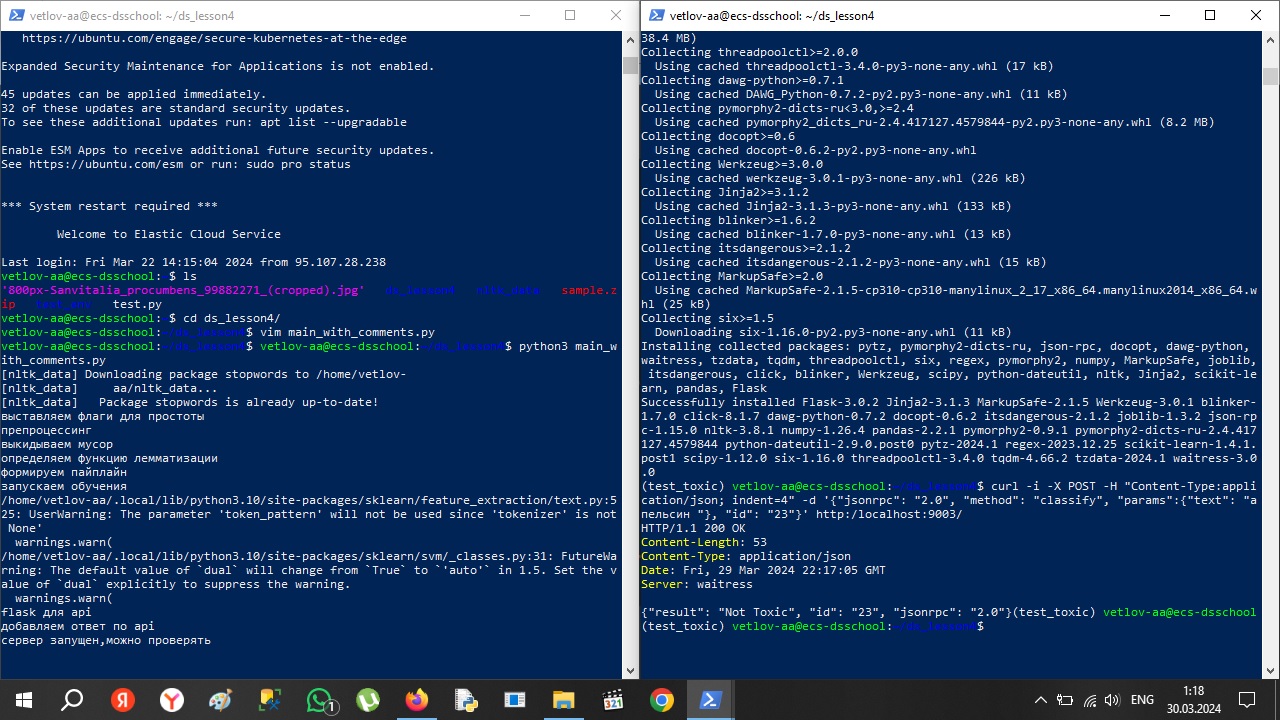 vetlov-aa@ecs-dsschool: ~/ds_lesson4
https://ubuntu.com/engage/secure-kubernetes-at-the-edge
Expanded Security Maintenance for Applications is not enabled.
45 updates can be applied immediately.
32 of these updates are standard security updates.
To see these additional updates run: apt list --upgradable
Enable ESM Apps to receive additional future security updates.
See https://ubuntu.com/esm or run: sudo pro status
*** System restart required ***
Welcome to Elastic Cloud Service
Last login: Fri Mar 22 14:15:04 2024 from 95.107.28.238
vetlov-aa@ecs-dsschool: $ ls
'800px-Sanvitalia_procumbens_99882271_(cropped).jpg' ds_lesson4 nltk_data sample.z
ip test_env test.py
vetlov-aa@ecs-dsschool: $ cd ds_lesson4/
vetlov-aa@ecs-dsschool:~/ds_lesson4$ vim main_with_comments.py
vetlov-aa@ecs-dsschool:~/ds_lesson4$ vetlov-aa@ecs-dsschool:~/ds_lesson4$ python3 main_w
ith_comments.py
[nltk_data] Downloading package stopwords to /home/vetlov-
[nltk_data]     aa/nltk_data...
[nltk_data]   Package stopwords is already up-to-date!
выставляем флаги для простоты
препроцессинг
выкидываем мусор
определяем функцию лемматизации
формируем пайплайн
запускаем обучения
/home/vetlov-aa/.local/lib/python3.10/site-packages/sklearn/feature_extraction/text.py:5
25: UserWarning: The parameter 'token_pattern' will not be used since 'tokenizer' is not
None'
warnings.warn(
/home/vetlov-aa/.local/lib/python3.10/site-packages/sklearn/svm/_classes.py:31: FutureWa
rning: The default value of `dual` will change from `True` to `'auto'` in 1.5. Set the v
alue of `dual` explicitly to suppress the warning.
warnings.warn(
flask для api
добавляем ответ по api
сервер запущен,можно проверять
vetlov-aa@ecs-dsschool: ~/ds_lesson4
38.4 MB)
Collecting threadpoolctl>=2.0.0
Using cached threadpoolctl-3.4.0-py3-none-any.whl (17 kB)
Collecting dawg-python>=0.7.1
Using cached DAWG_Python-0.7.2-py2.py3-none-any.whl (11 kB)
Collecting pymorphy2-dicts-ru<3.0,>=2.4
Using cached pymorphy2_dicts_ru-2.4.417127.4579844-py2.py3-none-any.whl (8.2 MB)
Collecting docopt>=0.6
Using cached docopt-0.6.2-py2.py3-none-any.whl
Collecting Werkzeug>=3.0.0
Using cached werkzeug-3.0.1-py3-none-any.whl (226 kB)
Collecting Jinja2>=3.1.2
Using cached Jinja2-3.1.3-py3-none-any.whl (133 kB)
Collecting blinker>=1.6.2
Using cached blinker-1.7.0-py3-none-any.whl (13 kB)
Collecting itsdangerous>=2.1.2
Using cached itsdangerous-2.1.2-py3-none-any.whl (15 kB)
Collecting MarkupSafe>=2.0
Using cached MarkupSafe-2.1.5-cp310-cp310-manylinux_2_17_x86_64.manylinux2014_x86_64.w
hl (25 kB)
Collecting six>=1.5
Downloading six-1.16.0-py2.py3-none-any.whl (11 kB)
Installing collected packages: pytz, pymorphy2-dicts-ru, json-rpc, docopt, dawg-python,
waitress, tzdata, tqdm, threadpoolctl, six, regex, pymorphy2, numpy, MarkupSafe, joblib,
itsdangerous, click, blinker, Werkzeug, scipy, python-dateutil, nltk, Jinja2, scikit-le
arn, pandas, Flask
Successfully installed Flask-3.0.2 Jinja2-3.1.3 MarkupSafe-2.1.5 Werkzeug-3.0.1 blinker-
1.7.0 click-8.1.7 dawg-python-0.7.2 docopt-0.6.2 itsdangerous-2.1.2 joblib-1.3.2 json-rp
c-1.15.0 nltk-3.8.1 numpy-1.26.4 pandas-2.2.1 pymorphy2-0.9.1 pymorphy2-dicts-ru-2.4.417
127.4579844 python-dateutil-2.9.0.post0 pytz-2024.1 regex-2023.12.25 scikit-learn-1.4.1.
post1 scipy-1.12.0 six-1.16.0 threadpoolctl-3.4.0 tqdm-4.66.2 tzdata-2024.1 waitress-3.0
.0
(test_toxic) vetlov-aa@ecs-dsschool:~/ds_lesson4$ curl -i -X POST -H "Content-Type:appli
cation/json; indent=4" -d '{"jsonrpc": "2.0", "method": "classify", "params":{"text": "а
пельсин "}, "id": "23"}' http:/localhost:9003/
HTTP/1.1 200 OK
Content-Length: 53
Content-Type: application/json
Date: Fri, 29 Mar 2024 22:17:05 GMT
Server: waitress
{"result": "Not Toxic", "id": "23", "jsonrpc": "2.0"}(test_toxic) vetlov-aa@ecs-dsschool
(test_toxic) vetlov-aa@ecs-dsschool:~/ds_lesson4$
Я
1
321
ENG
1:18
30.03.2024